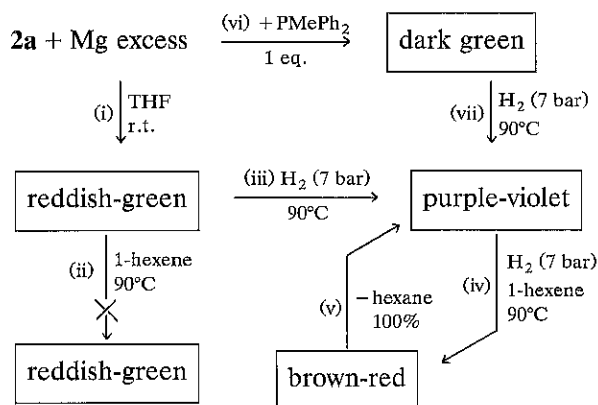 2a + Mg excess
(vi) + PMePh₂
1 eq.
dark green
(i)
THF
r.t.
(vii)
H₂ (7 bar)
90°C
reddish-green
(iii) H₂ (7 bar)
90°C
purple-violet
(ii)
1-hexene
90°C
(v)
−hexane
100%
(iv)
H₂ (7 bar)
1-hexene
90°C
reddish-green
brown-red